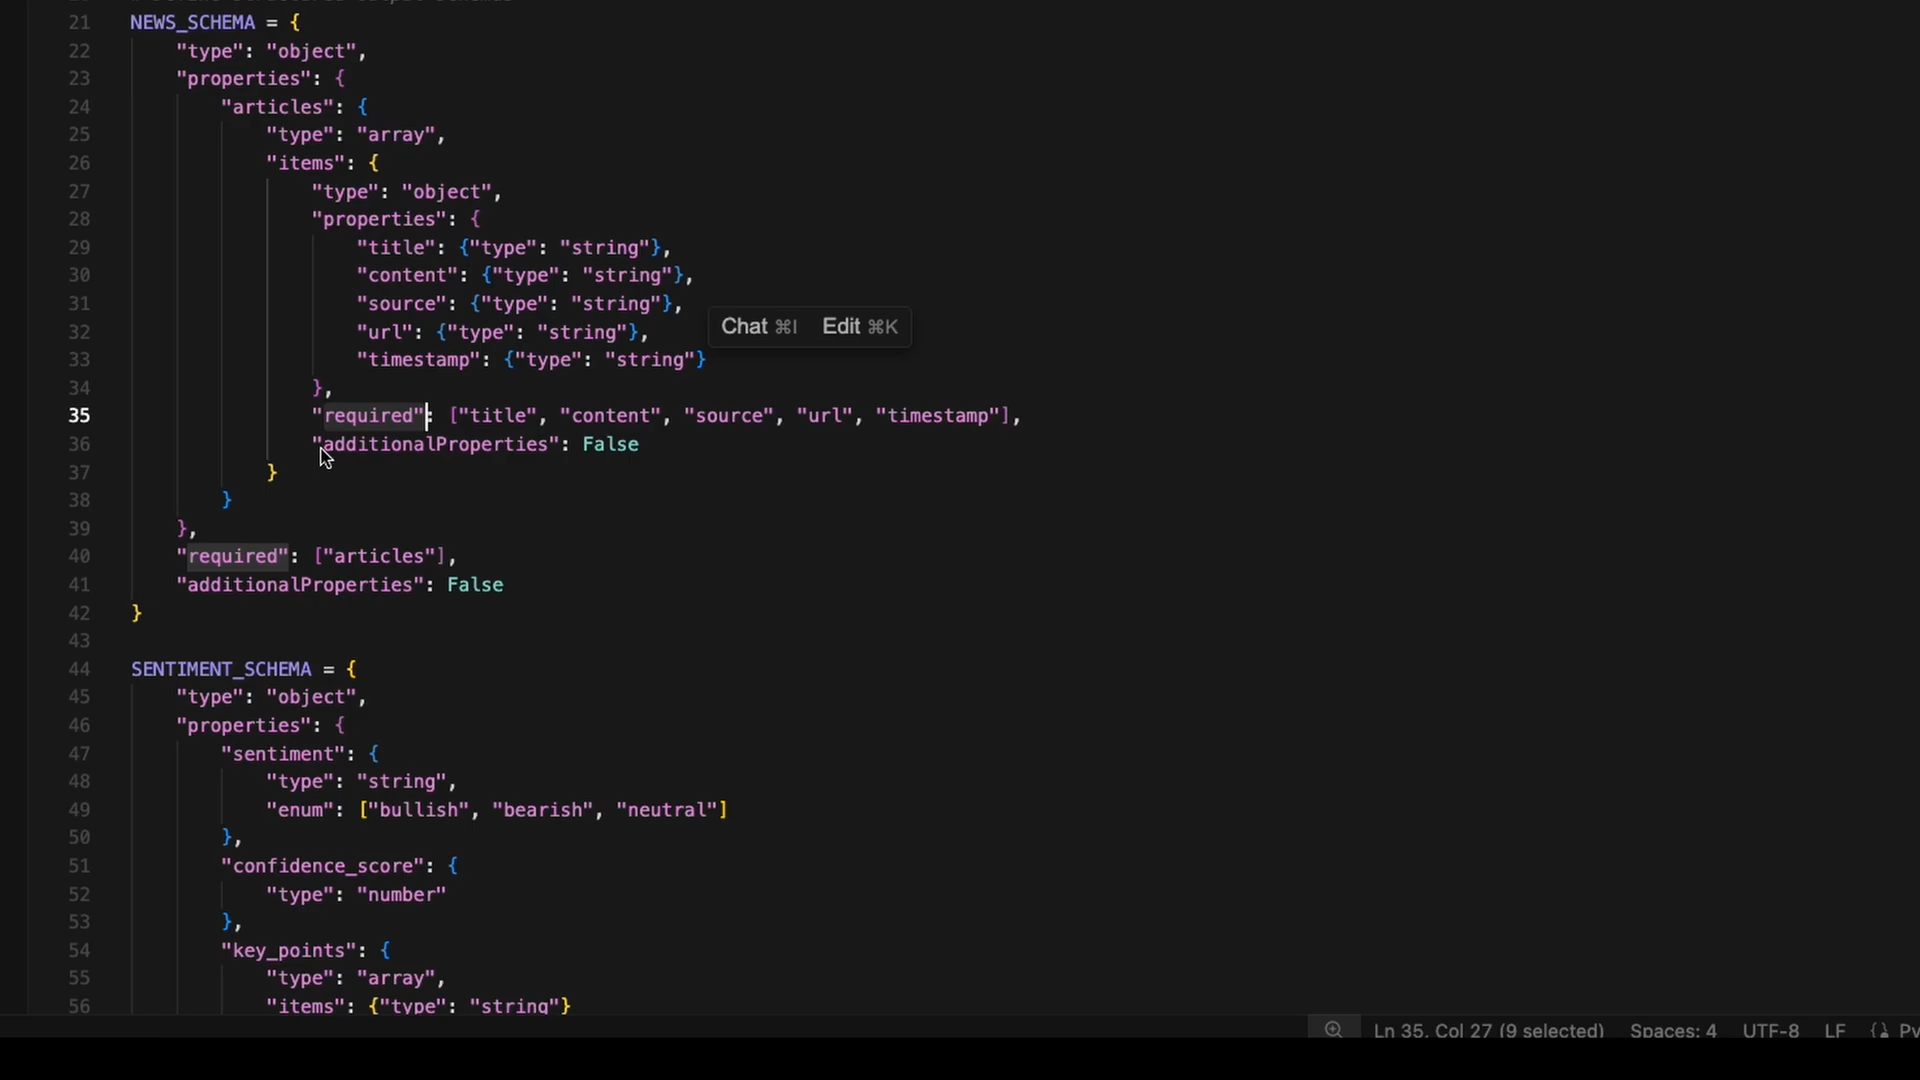 21 NEWS_SCHEMA = {
22 "type": "object",
23 "properties": {
24 "articles": {
25 "type": "array",
26 "items": {
27 "type": "object",
28 "properties": {
29 "title": {"type": "string"},
30 "content": {"type": "string"},
31 "source": {"type": "string"},
32 "url": {"type": "string"},
Chat ⌘I Edit ⌘K
33 "timestamp": {"type": "string"}
34 },
35 "required": ["title", "content", "source", "url", "timestamp"],
36 "additionalProperties": False
37 }
38 }
39 },
40 "required": ["articles"],
41 "additionalProperties": False
42 }
43
44 SENTIMENT_SCHEMA = {
45 "type": "object",
46 "properties": {
47 "sentiment": {
48 "type": "string",
49 "enum": ["bullish", "bearish", "neutral"]
50 },
51 "confidence_score": {
52 "type": "number"
53 },
54 "key_points": {
55 "type": "array",
56 "items": {"type": "string"}
Ln 35, Col 27 (9 selected) Spaces: 4 UTF-8 LF Py